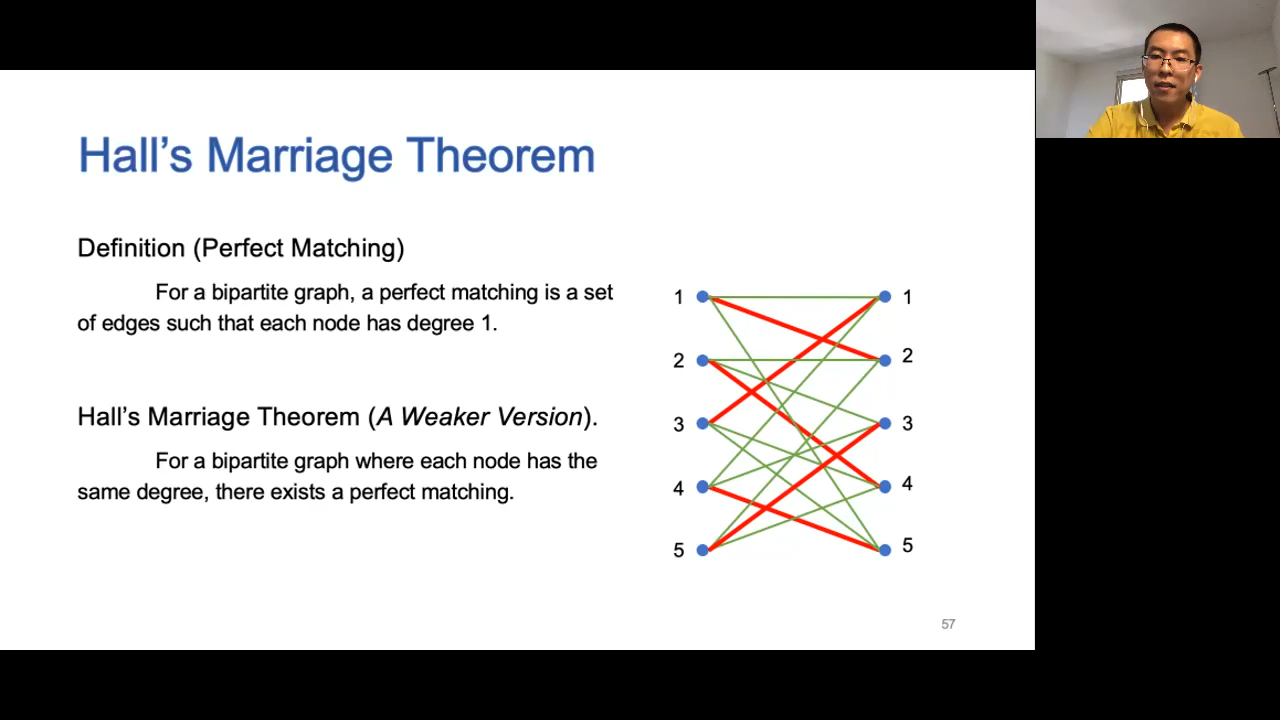 Hall's Marriage Theorem
Definition (Perfect Matching)
For a bipartite graph, a perfect matching is a set
of edges such that each node has degree 1.
Hall's Marriage Theorem (A Weaker Version).
For a bipartite graph where each node has the
same degree, there exists a perfect matching.
1 1
2 2
3 3
4 4
5 5
57